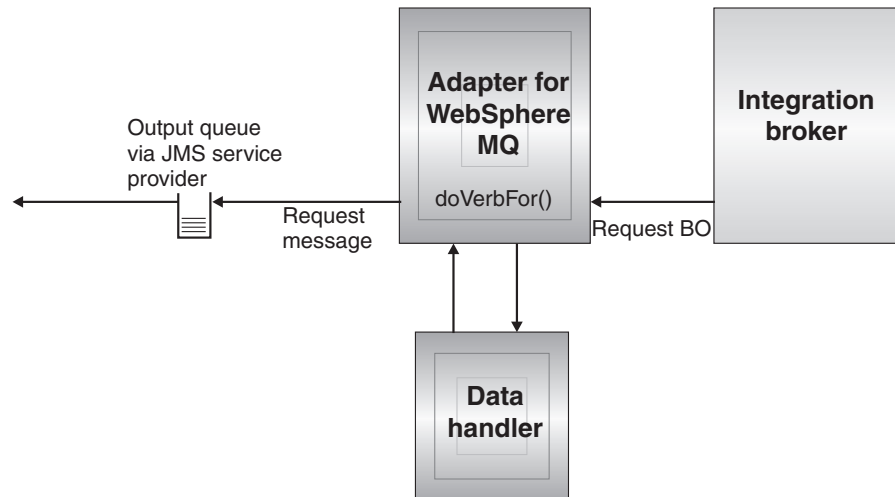 Adapter for
WebSphere
MQ
doVerbFor()
Integration
broker
Output queue
via JMS service
provider
Request
message
Request BO
Data
handler